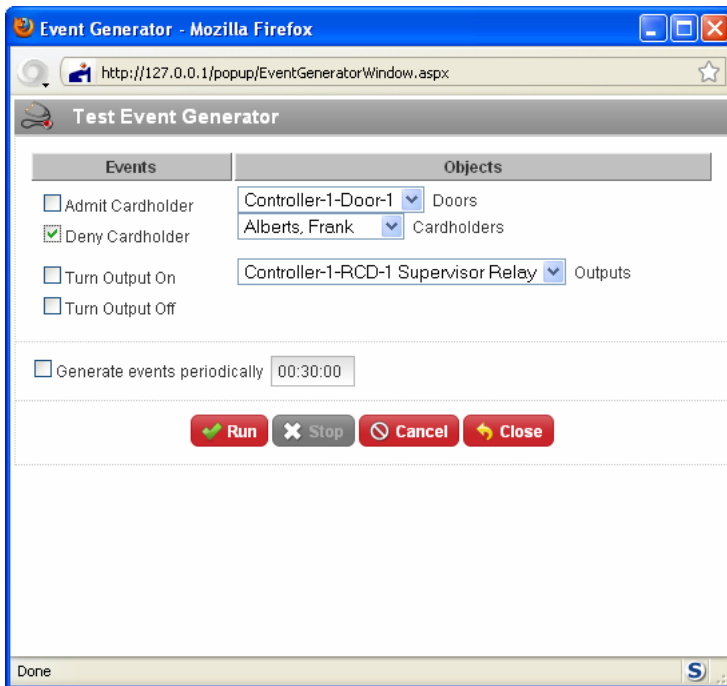 Event Generator - Mozilla Firefox
http://127.0.0.1/popup/EventGeneratorWindow.aspx
Test Event Generator
Events Objects
Admit Cardholder Controller-1-Door-1 Doors
Deny Cardholder Alberts, Frank Cardholders
Turn Output On Controller-1-RCD-1 Supervisor Relay Outputs
Turn Output Off
Generate events periodically 00:30:00
Run Stop Cancel Close
Done S